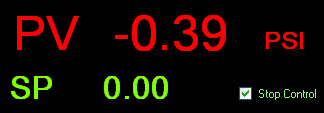 PV -0.39 PSI
SP 0.00 Stop Control